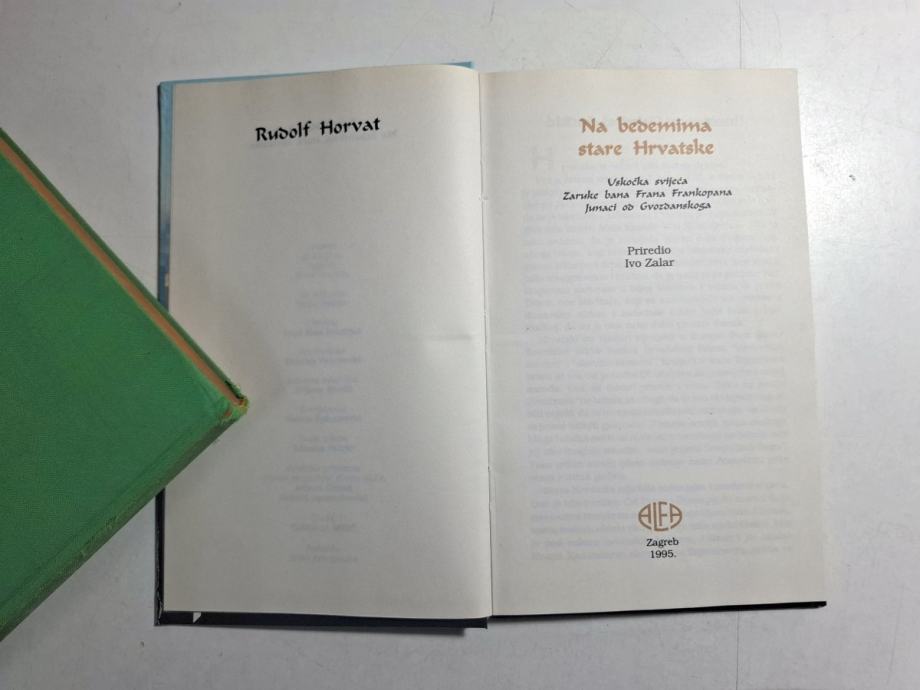 Rudolf Horvat
Na bedemima
stare Hrvatske
Uskočka svijeća
Zaruke bana Frana Frankopana
Junaci od Gvozdanskoga
Priredio
Ivo Zalar
ALFA
Zagreb
1995.